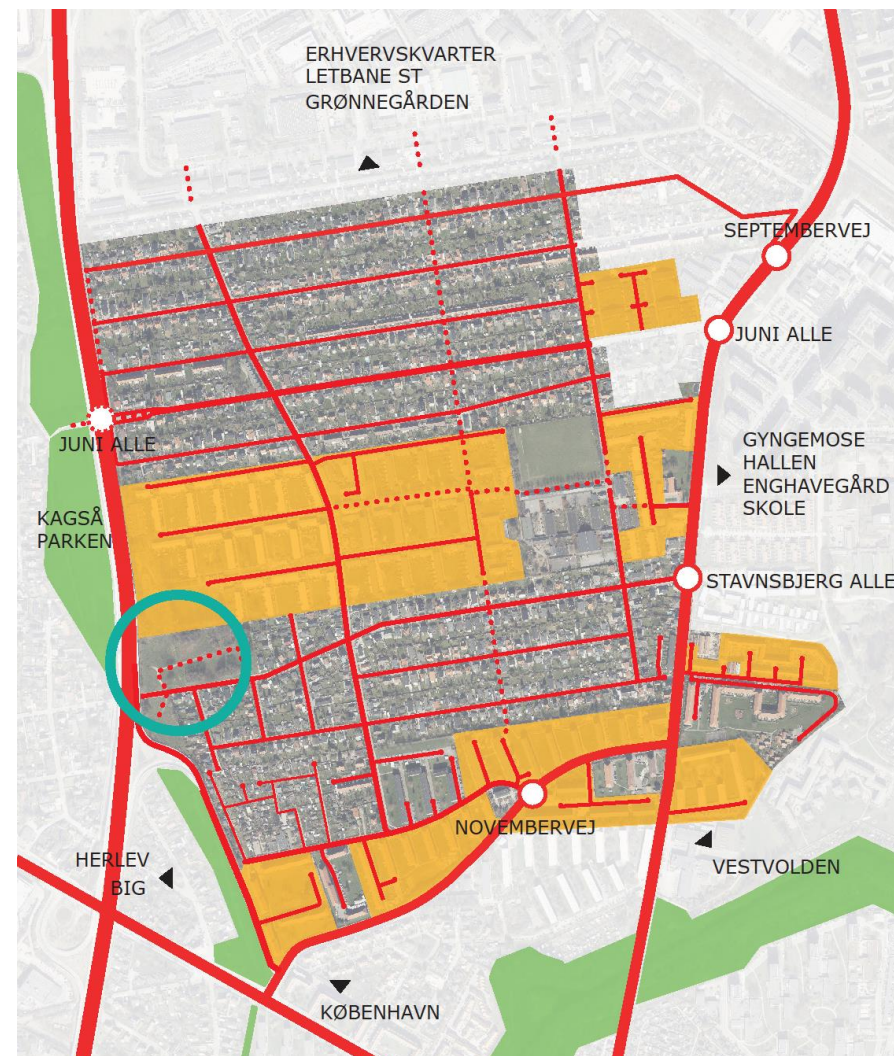 ERHVERVSKVARTER
LETBANE ST
GRØNNEGÅRDEN
SEPTEMBERVEJ
JUNI ALLE
JUNI ALLE
GYNGEMOSE
HALLEN
ENGHAVEGÅRD
SKOLE
KAGSÅ
PARKEN
STAVNSBJERG ALLE
NOVEMBERVEJ
HERLEV
BIG
VESTVOLDEN
KØBENHAVN